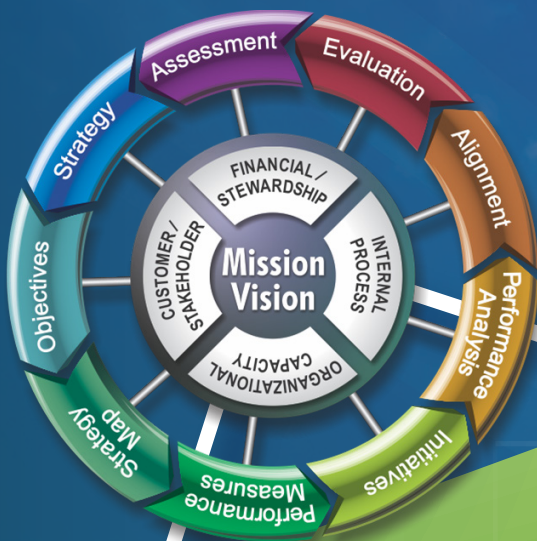 Assessment
Evaluation
Strategy
Alignment
FINANCIAL /
STEWARDSHIP
CUSTOMER /
STAKEHOLDER
Mission
Vision
INTERNAL
PROCESS
Objectives
Performance
Analysis
ORGANIZATIONAL
CAPACITY
Strategy
Map
Initiatives
Performance
Measures